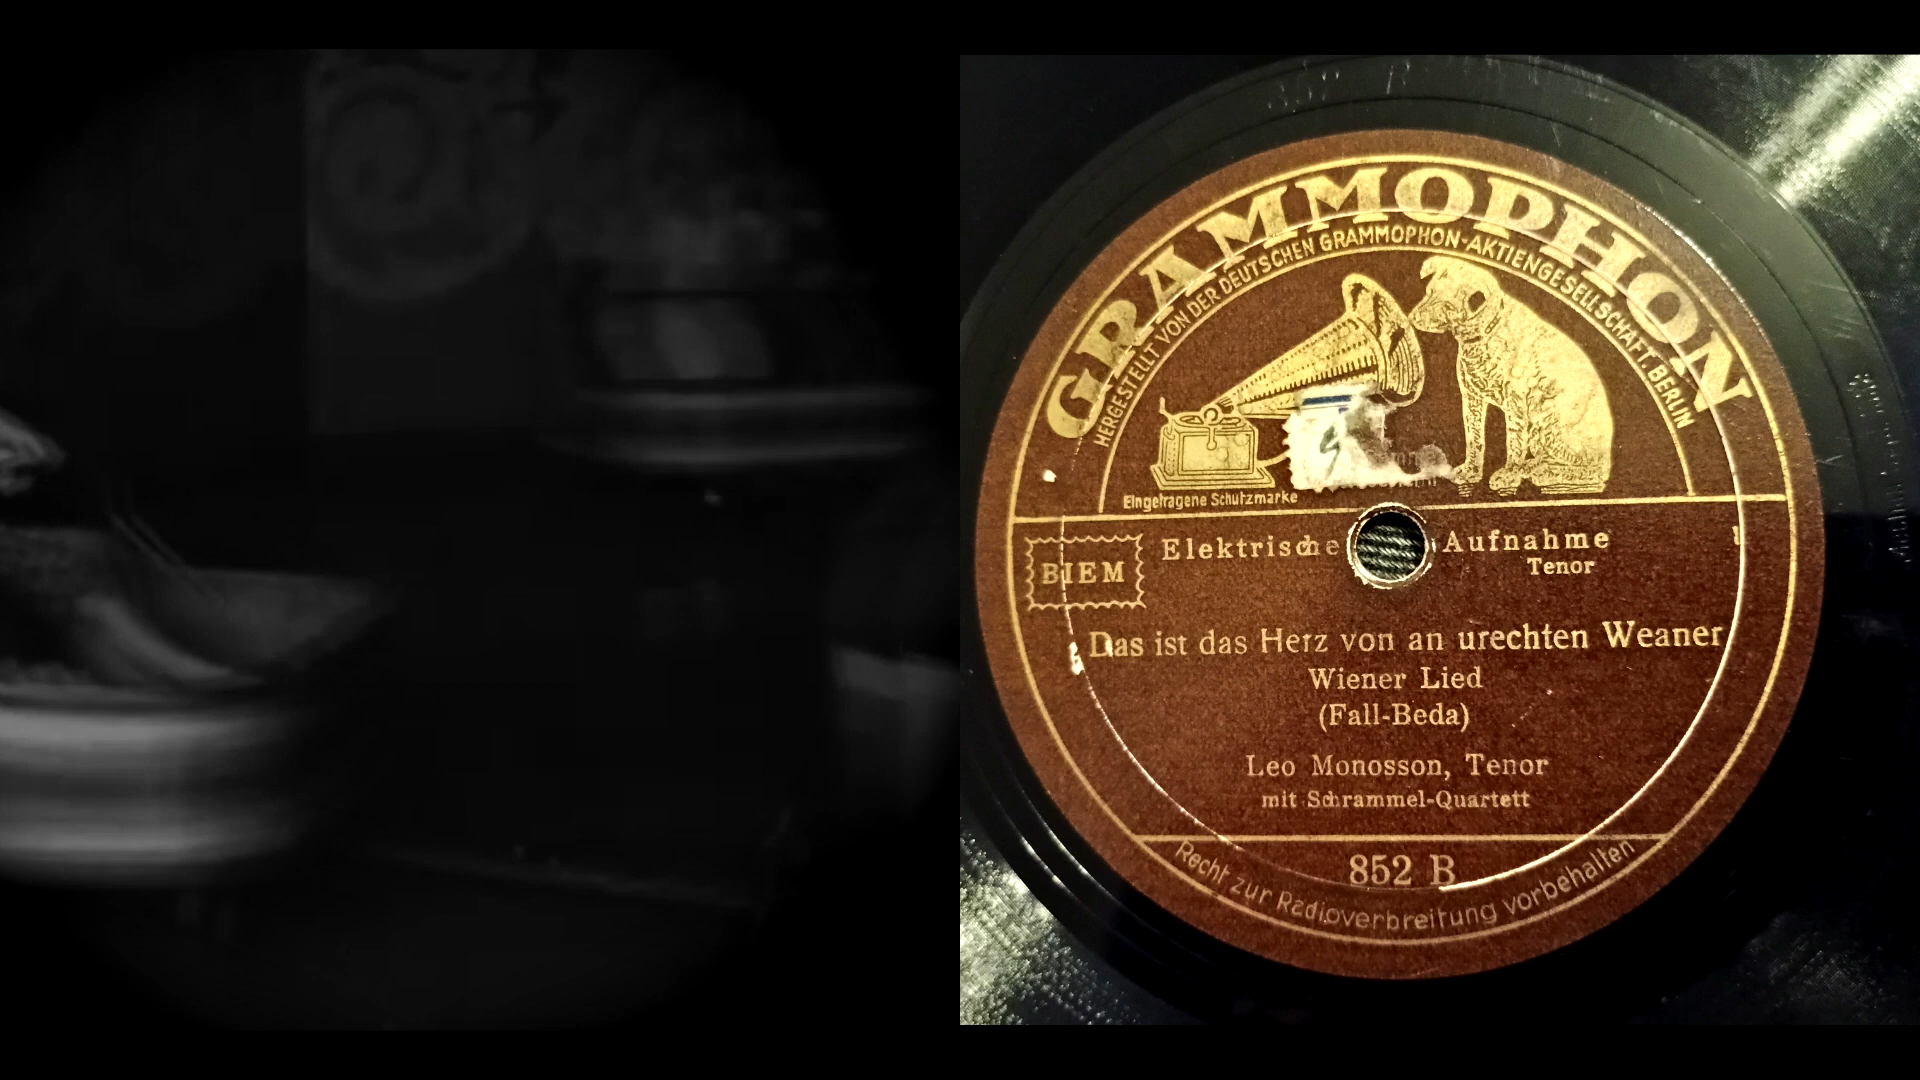 GRAMMOPHON
HERGESTELLT VON DER DEUTSCHEN GRAMMOPHON-AKTIENGESELLSCHAFT. BERLIN
Eingetragene Schutzmarke
BIEM
Elektrische Aufnahme
Tenor
Das ist das Herz von an urechten Weaner
Wiener Lied
(Fall-Beda)
Leo Monosson, Tenor
mit Schrammel-Quartett
852 B
Recht zur Radioverbreitung vorbehalten